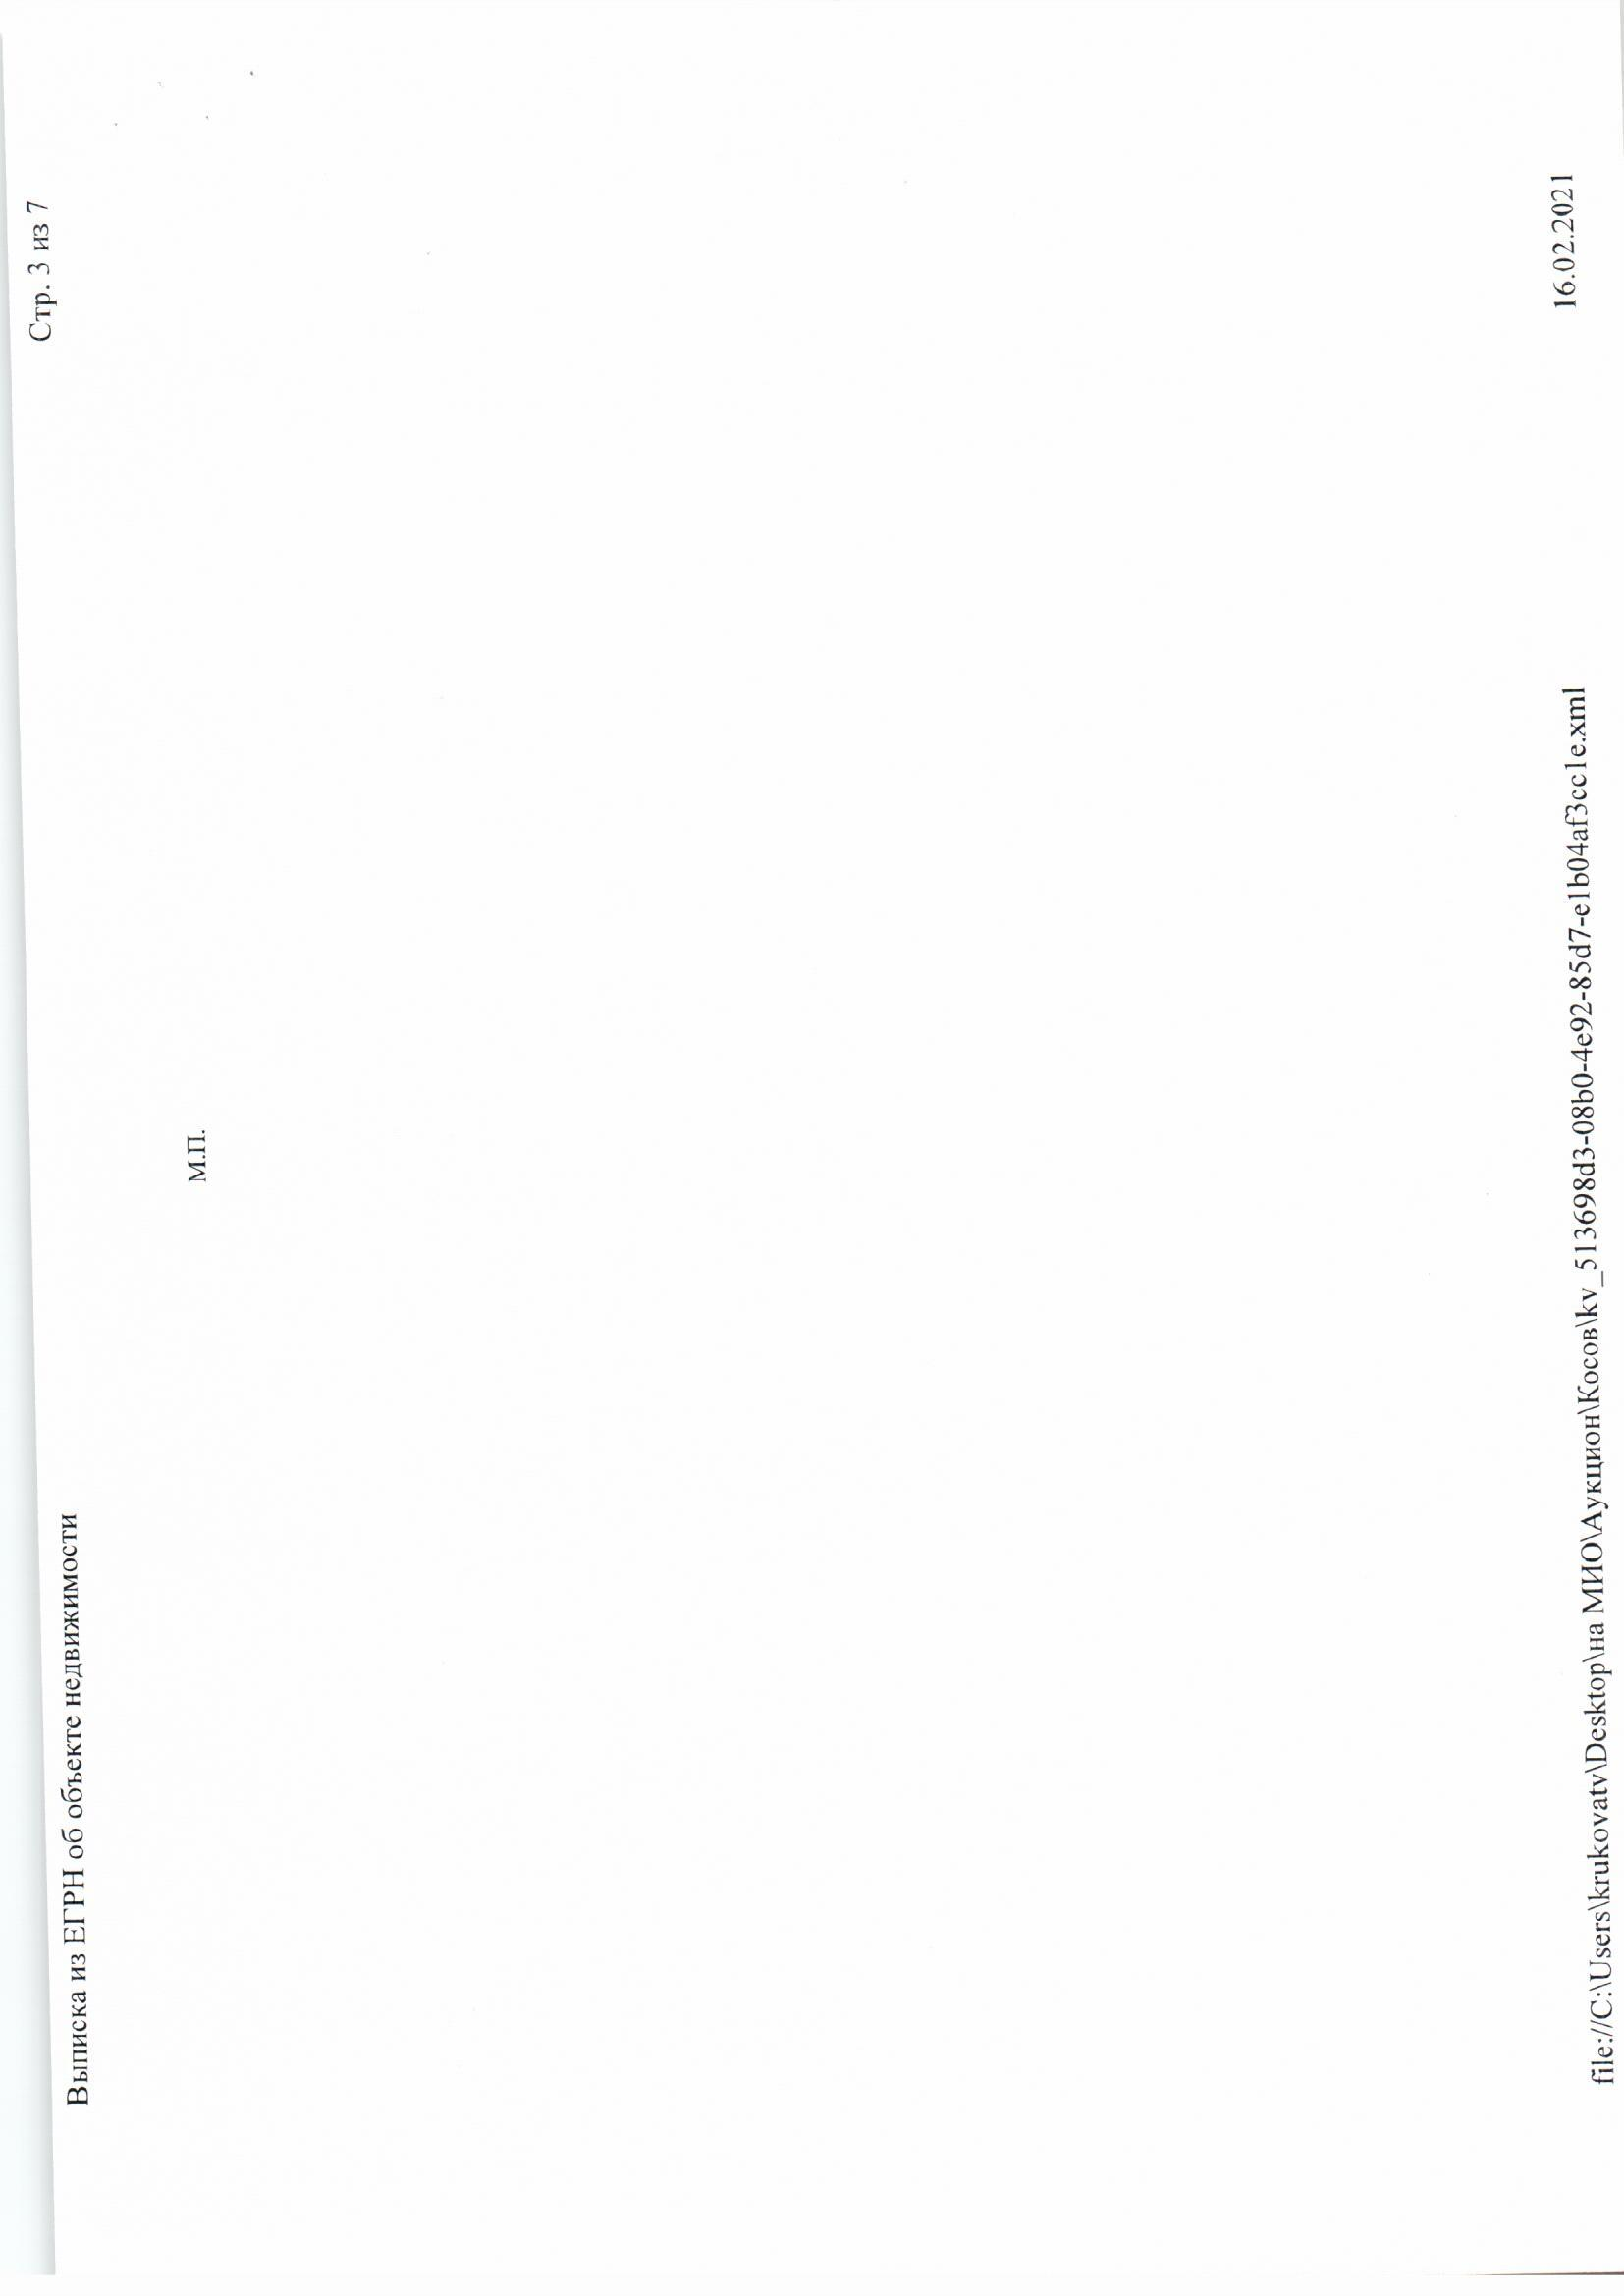 Выписка из ЕГРН об объекте недвижимости
Стр. 3 из 7
М.П.
file://C:\Users\krukovatv\Desktop\на МИО\Аукцион\Косов\kv_513698d3-08b0-4e92-85d7-e1b04af3cc1e.xml
16.02.2021